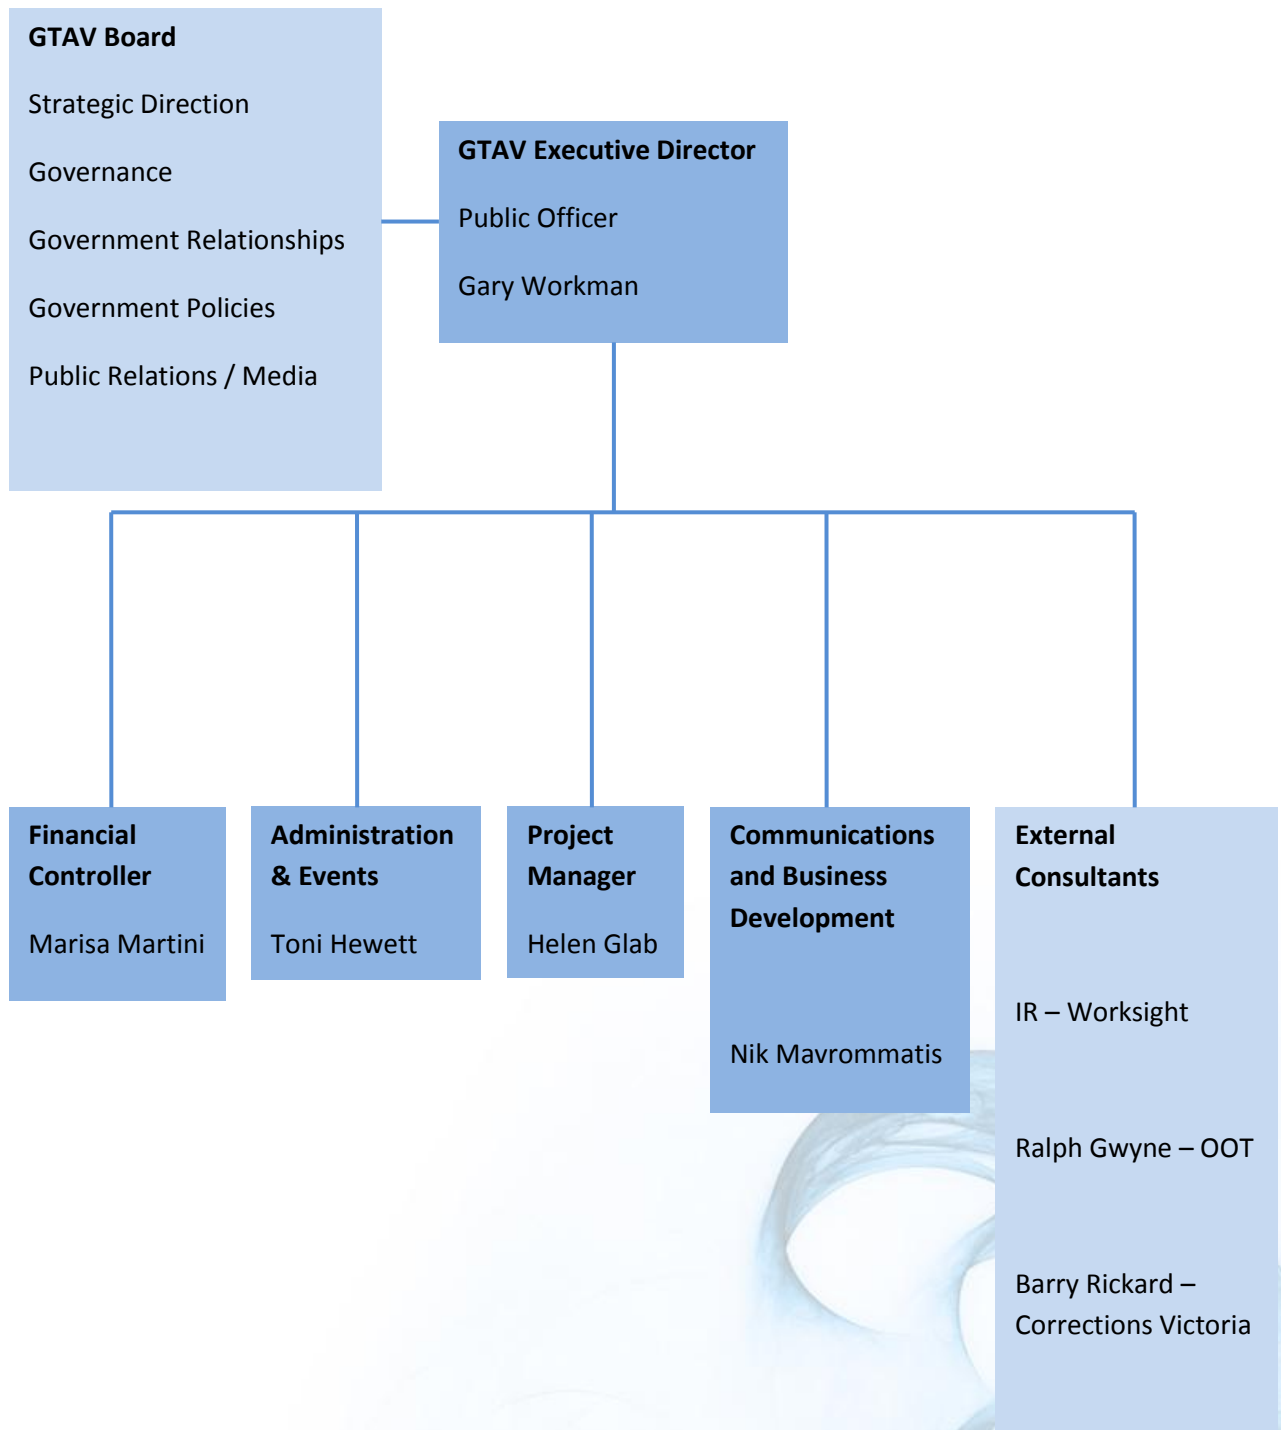 GTAV Board
Strategic Direction
Governance
Government Relationships
Government Policies
Public Relations / Media
GTAV Executive Director
Public Officer
Gary Workman
Financial
Controller
Marisa Martini
Administration
& Events
Toni Hewett
Project
Manager
Helen Glab
Communications
and Business
Development
Nik Mavrommatis
External
Consultants
IR – Worksight
Ralph Gwyne – OOT
Barry Rickard –
Corrections Victoria